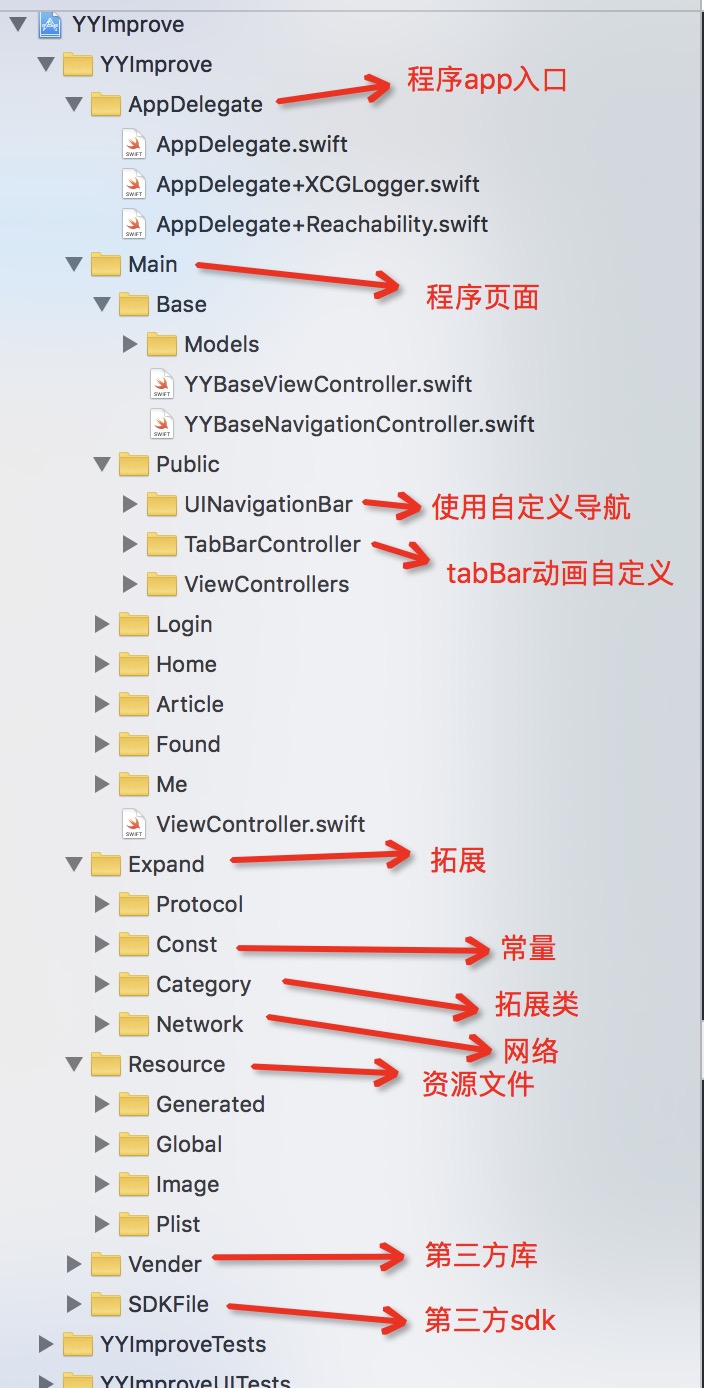 YYImprove
YYImprove
AppDelegate 程序app入口
AppDelegate.swift
AppDelegate+XCGLogger.swift
AppDelegate+Reachability.swift
Main 程序页面
Base
Models
YYBaseViewController.swift
YYBaseNavigationController.swift
Public
UINavigationBar 使用自定义导航
TabBarController tabBar动画自定义
ViewControllers
Login
Home
Article
Found
Me
ViewController.swift
Expand 拓展
Protocol
Const 常量
Category 拓展类
Network 网络
Resource 资源文件
Generated
Global
Image
Plist
Vender 第三方库
SDKFile 第三方sdk
YYImproveTests
YYImproveUITests